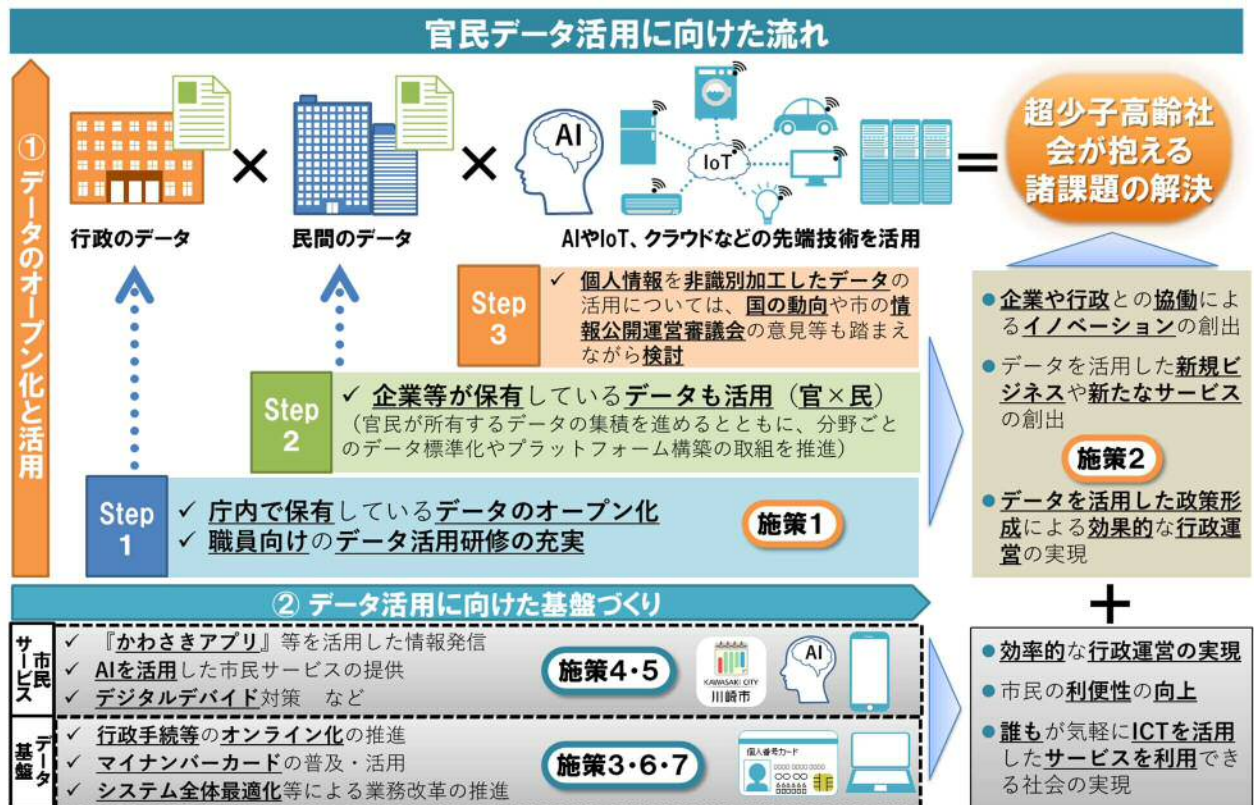 官民データ活用に向けた流れ
① データのオープン化と活用
AI
IoT
×
×
=
行政のデータ
民間のデータ
AIやIoT、クラウドなどの先端技術を活用
超少子高齢社
会が抱える
諸課題の解決
Step
3
✓ 個人情報を非識別加工したデータの
活用については、国の動向や市の情
報公開運営審議会の意見等も踏まえ
ながら検討
Step
2
✓ 企業等が保有しているデータも活用（官×民）
（官民が所有するデータの集積を進めるとともに、分野ごと
のデータ標準化やプラットフォーム構築の取組を推進）
Step
1
✓ 庁内で保有しているデータのオープン化
✓ 職員向けのデータ活用研修の充実
施策1
●企業や行政との協働によ
るイノベーションの創出
●データを活用した新規ビ
ジネスや新たなサービス
の創出
施策2
●データを活用した政策形
成による効果的な行政運
営の実現
+
② データ活用に向けた基盤づくり
市民
サービス
✓ 『かわさきアプリ』等を活用した情報発信
✓ AIを活用した市民サービスの提供
✓ デジタルデバイド対策　など
施策4・5
KAWASAKI CITY
川崎市
AI
データ
基盤
✓ 行政手続等のオンライン化の推進
✓ マイナンバーカードの普及・活用
✓ システム全体最適化等による業務改革の推進
施策3・6・7
個人番号カード
●効率的な行政運営の実現
●市民の利便性の向上
●誰もが気軽にICTを活用
したサービスを利用でき
る社会の実現